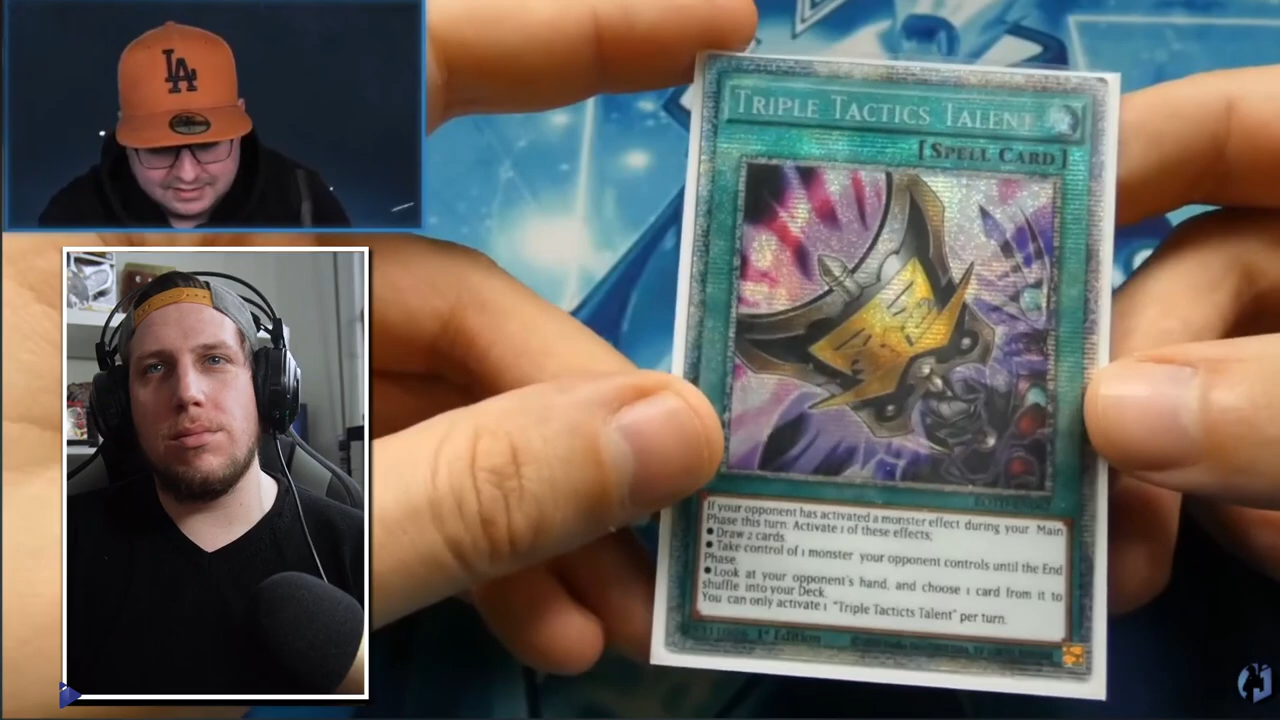 LA
TRIPLE TACTICS TALENT
[SPELL CARD]
If your opponent has activated a monster effect during your Main
Phase this turn: Activate 1 of these effects;
● Draw 2 cards.
● Take control of 1 monster your opponent controls until the End
Phase.
● Look at your opponent's hand, and choose 1 card from it to
shuffle into your Deck.
You can only activate 1 "Triple Tacticts Talent" per turn.
1st Edition